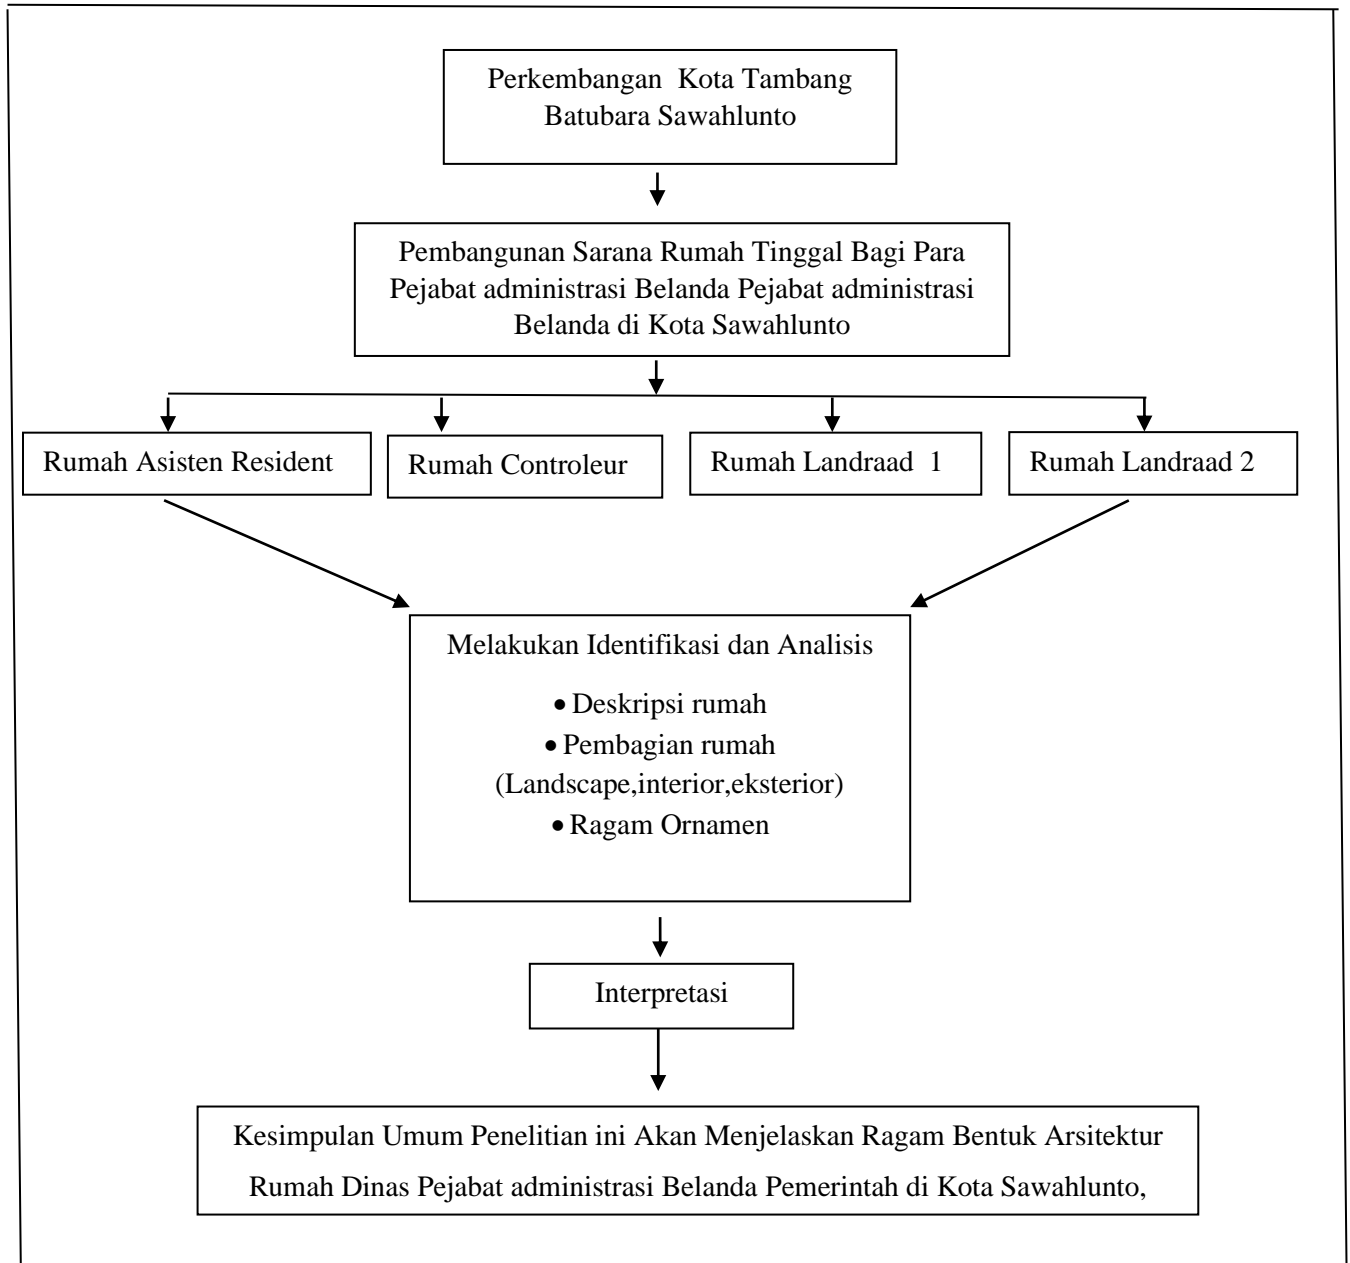 Perkembangan Kota Tambang
Batubara Sawahlunto
Pembangunan Sarana Rumah Tinggal Bagi Para
Pejabat administrasi Belanda Pejabat administrasi
Belanda di Kota Sawahlunto
Rumah Asisten Resident
Rumah Controleur
Rumah Landraad 1
Rumah Landraad 2
Melakukan Identifikasi dan Analisis
• Deskripsi rumah
• Pembagian rumah
(Landscape,interior,eksterior)
• Ragam Ornamen
Interpretasi
Kesimpulan Umum Penelitian ini Akan Menjelaskan Ragam Bentuk Arsitektur
Rumah Dinas Pejabat administrasi Belanda Pemerintah di Kota Sawahlunto,